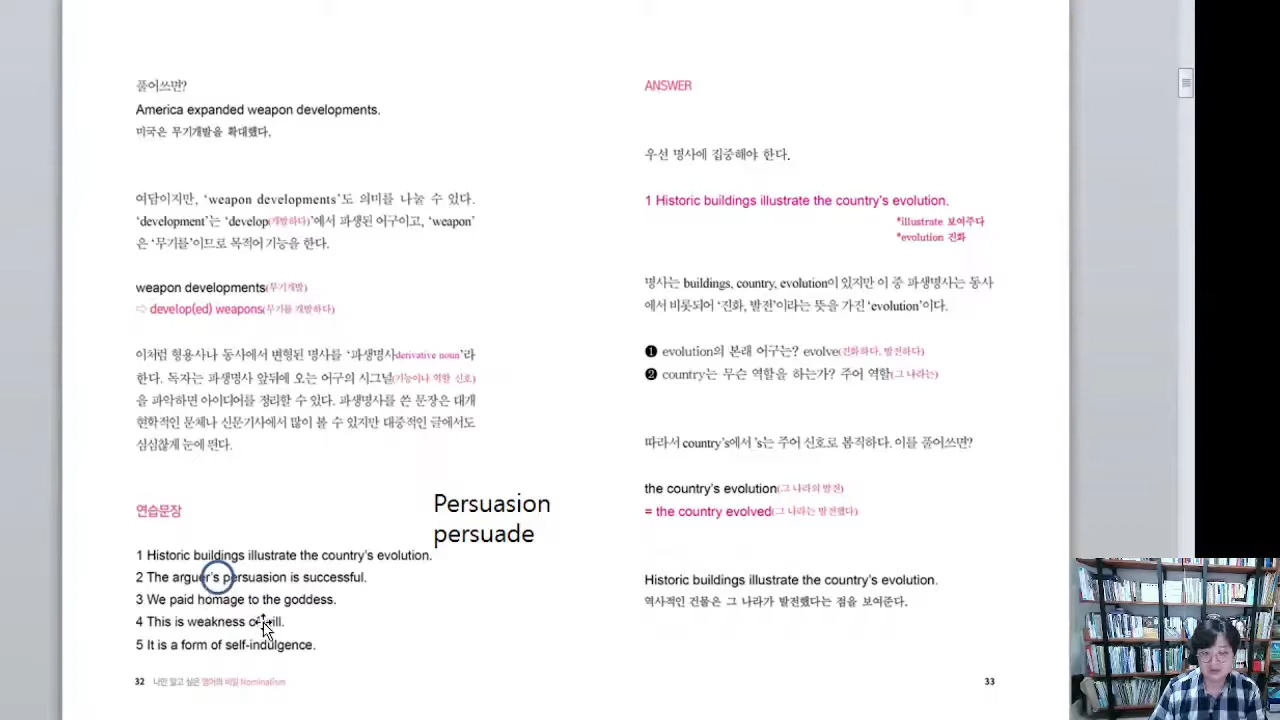 풀어쓰면?
America expanded weapon developments.
미국은 무기개발을 확대했다.
여담이지만, ‘weapon developments’도 의미를 나눌 수 있다.
‘development’는 ‘develop(개발하다)’에서 파생된 어구이고, ‘weapon’
은 ‘무기를’이므로 목적어 기능을 한다.
weapon developments(무기개발)
⇨ develop(ed) weapons(무기를 개발하다)
이처럼 형용사나 동사에서 변형된 명사를 ‘파생명사derivative noun’라
한다. 독자는 파생명사 앞뒤에 오는 어구의 시그널(기능이나 역할 신호)
을 파악하면 아이디어를 정리할 수 있다. 파생명사를 쓴 문장은 대개
현학적인 문체나 신문기사에서 많이 볼 수 있지만 대중적인 글에서도
심심찮게 눈에 띈다.
연습문장
Persuasion
persuade
1 Historic buildings illustrate the country’s evolution.
2 The arguer’s persuasion is successful.
3 We paid homage to the goddess.
4 This is weakness of will.
5 It is a form of self-indulgence.
32 나만 알고 싶은 영어의 비밀 Nominalism
ANSWER
우선 명사에 집중해야 한다.
1 Historic buildings illustrate the country’s evolution.
*illustrate 보여주다
*evolution 진화
명사는 buildings, country, evolution이 있지만 이 중 파생명사는 동사
에서 비롯되어 ‘진화, 발전’이라는 뜻을 가진 ‘evolution’이다.
❶ evolution의 본래 어구는? evolve(진화하다, 발전하다)
❷ country는 무슨 역할을 하는가? 주어 역할(그 나라는)
따라서 country’s에서 ’s는 주어 신호로 봄직하다. 이를 풀어쓰면?
the country’s evolution(그 나라의 발전)
= the country evolved(그 나라는 발전했다)
Historic buildings illustrate the country’s evolution.
역사적인 건물은 그 나라가 발전했다는 점을 보여준다.
33